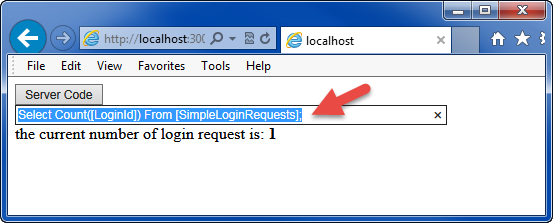 http://localhost:300
localhost
File Edit View Favorites Tools Help
Server Code
Select Count([LoginId]) From [SimpleLoginRequests];
the current number of login request is: 1